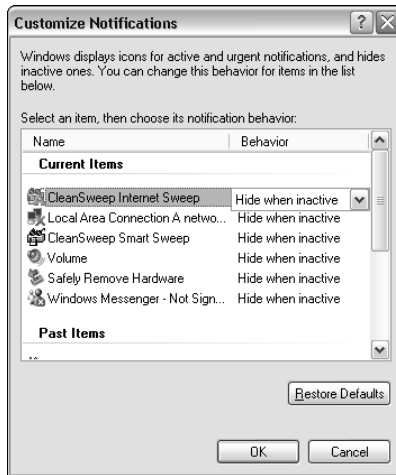 Customize Notifications
Windows displays icons for active and urgent notifications, and hides
inactive ones. You can change this behavior for items in the list
below.
Select an item, then choose its notification behavior:
Name Behavior
Current Items
CleanSweep Internet Sweep Hide when inactive
Local Area Connection A netwo... Hide when inactive
CleanSweep Smart Sweep Hide when inactive
Volume Hide when inactive
Safely Remove Hardware Hide when inactive
Windows Messenger - Not Sign... Hide when inactive
Past Items
Restore Defaults
OK Cancel